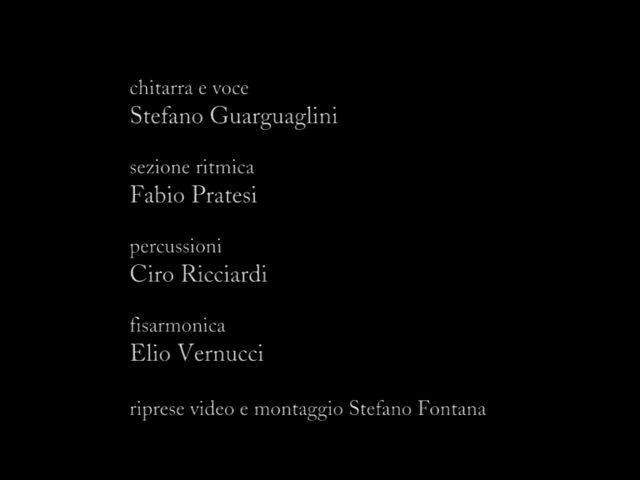 chitarra e voce
Stefano Guarguaglini
sezione ritmica
Fabio Pratesi
percussioni
Ciro Ricciardi
fisarmonica
Elio Vernucci
riprese video e montaggio Stefano Fontana